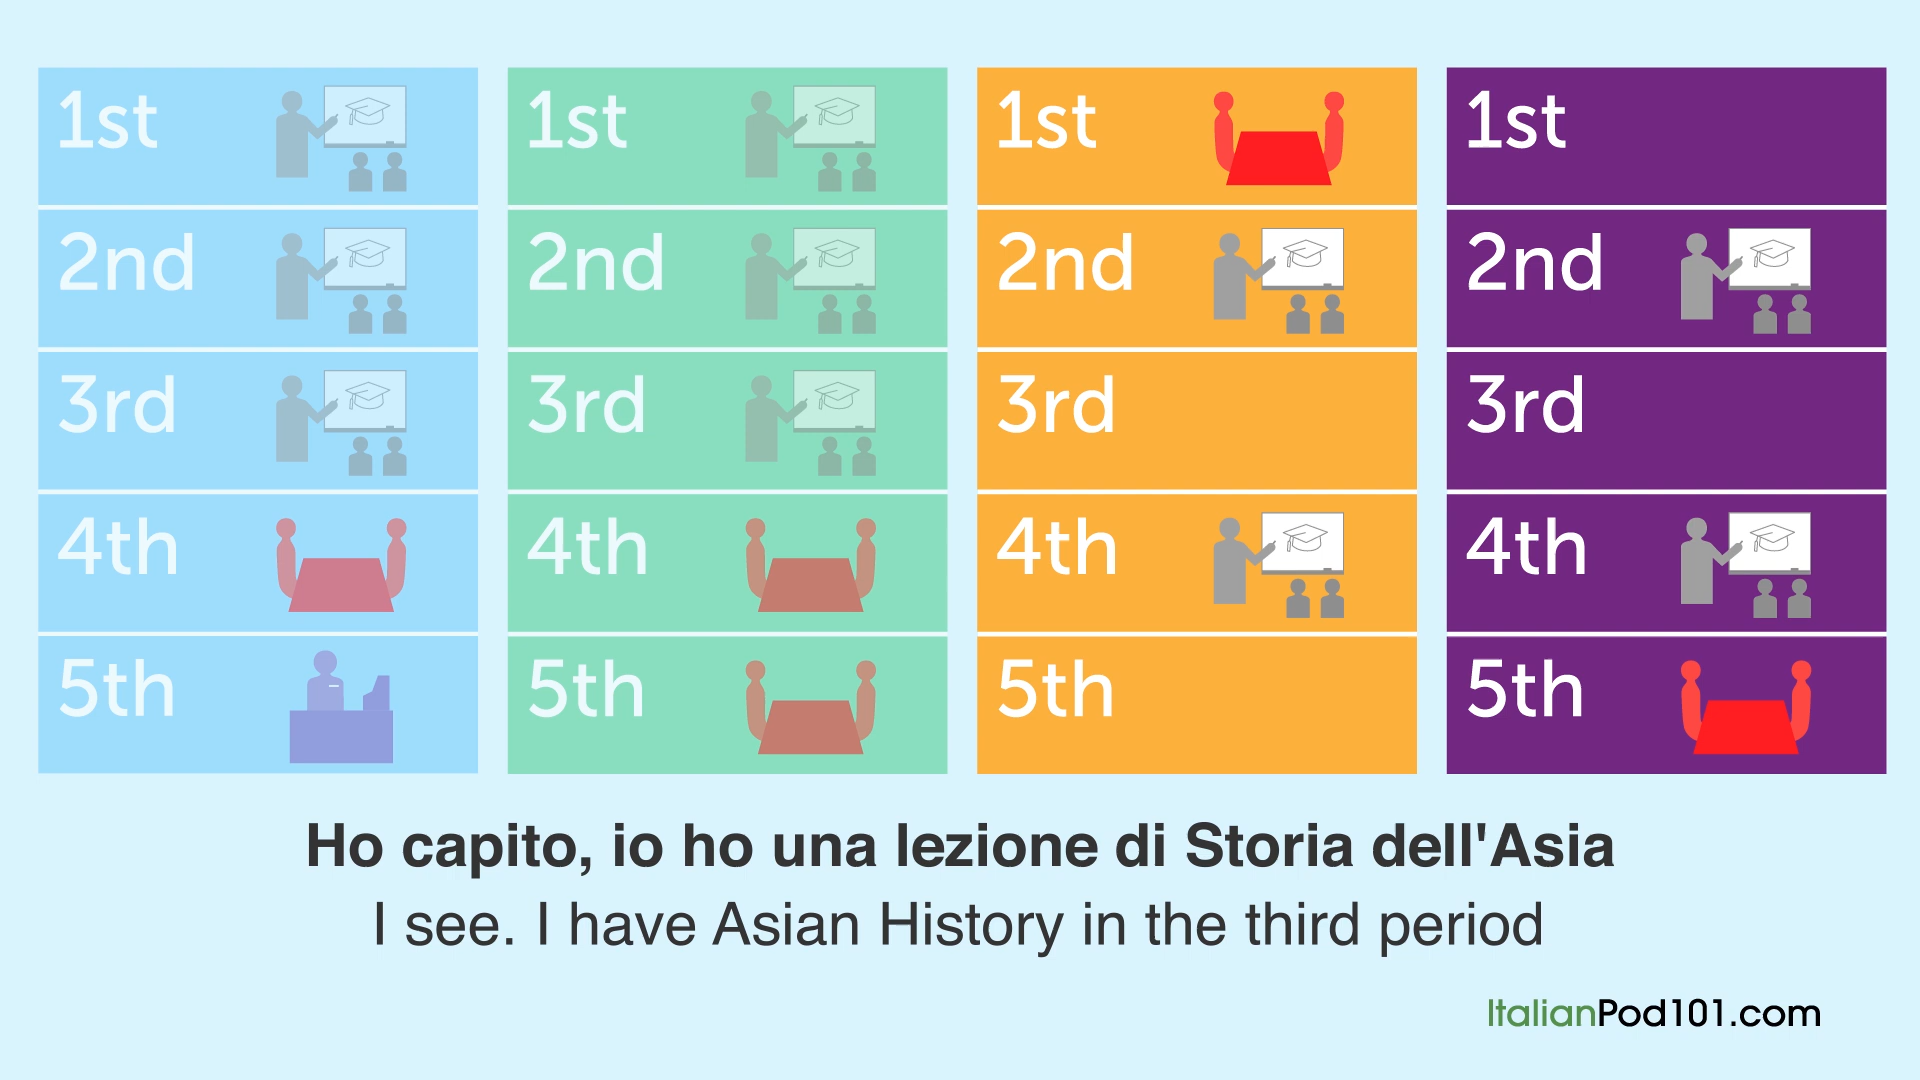 1st
2nd
3rd
4th
5th
1st
2nd
3rd
4th
5th
1st
2nd
3rd
4th
5th
1st
2nd
3rd
4th
5th
Ho capito, io ho una lezione di Storia dell'Asia
I see. I have Asian History in the third period
ItalianPod101.com